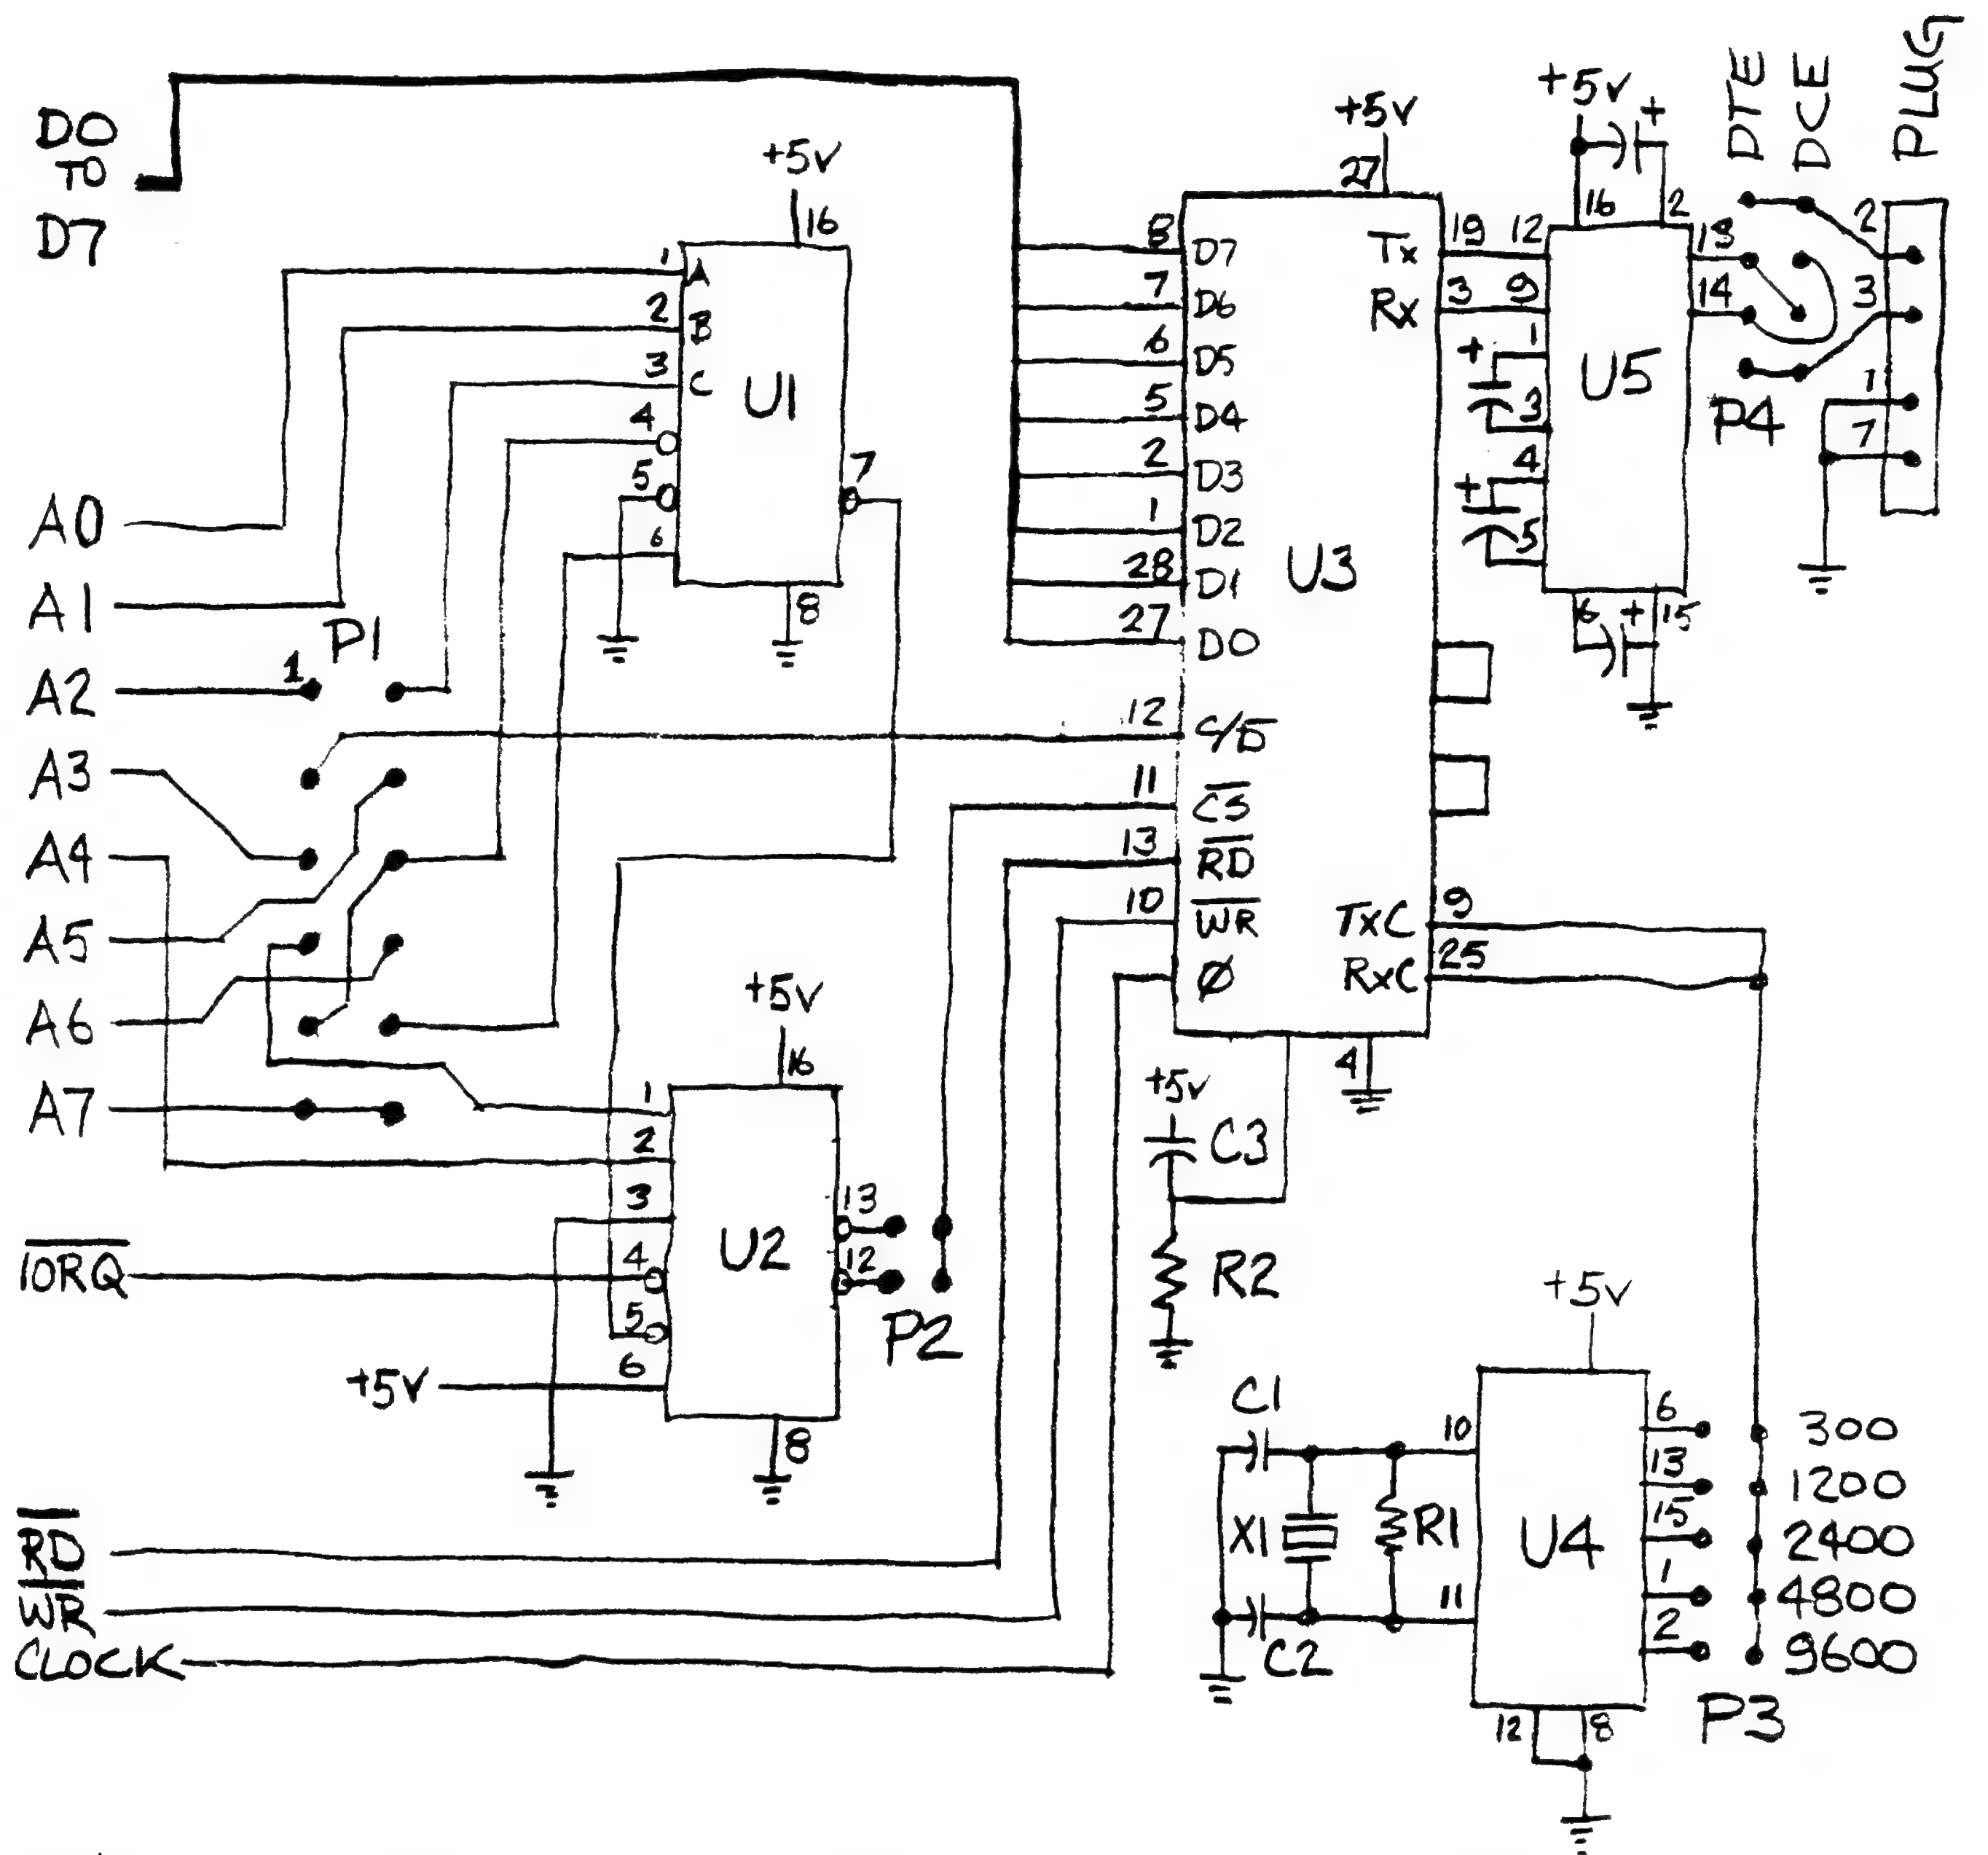 D0
TO
D7
A0
A1
A2
A3
A4
A5
A6
A7
I̅O̅R̅Q̅
R̅D̅
W̅R̅
CLOCK
P1
1
+5V
16
1 A
2 B
3 C
4
5
6
7
8
U1
+5V
16
1
2
3
4
5
6
+5V
13
12
8
U2
P2
+5V
27
8 D7
7 D6
6 D5
5 D4
2 D3
1 D2
28 D1
27 D0
12 C/D̅
11 C̅S̅
13 R̅D̅
10 W̅R̅
Ø
U3
Tx 19
Rx 3
TxC 9
RxC 25
4
+5V
C3
R2
+5V
+
16
2
12
9
1
+
3
4
+
5
6
+
15
13
14
U5
DTE
DCE
PLUG
P4
2
3
1
7
+5V
C1
X1
R1
C2
10
11
U4
6 300
13 1200
15 2400
1 4800
2 9600
12
8
P3